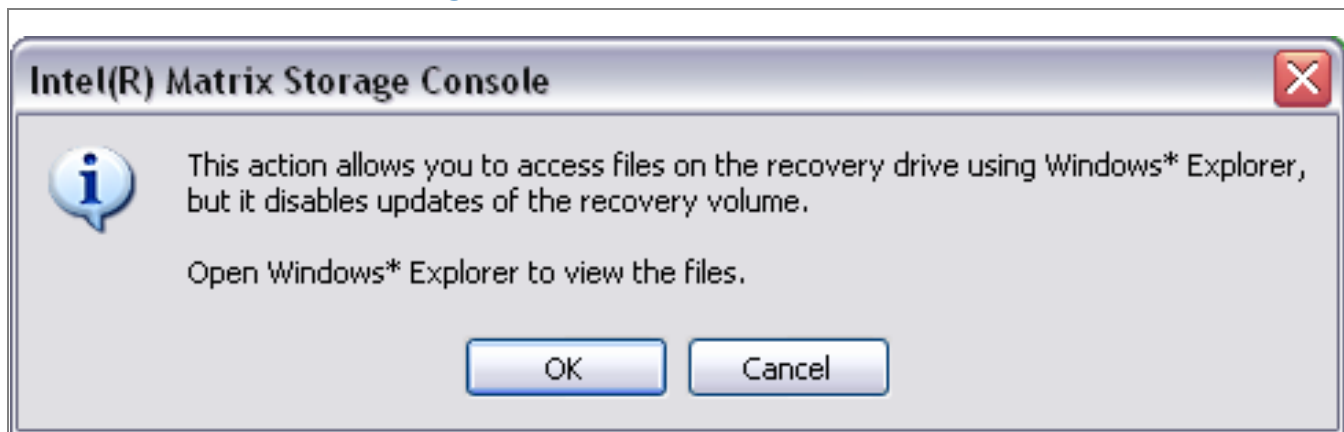 Intel(R) Matrix Storage Console
This action allows you to access files on the recovery drive using Windows* Explorer,
but it disables updates of the recovery volume.
Open Windows* Explorer to view the files.
OK Cancel